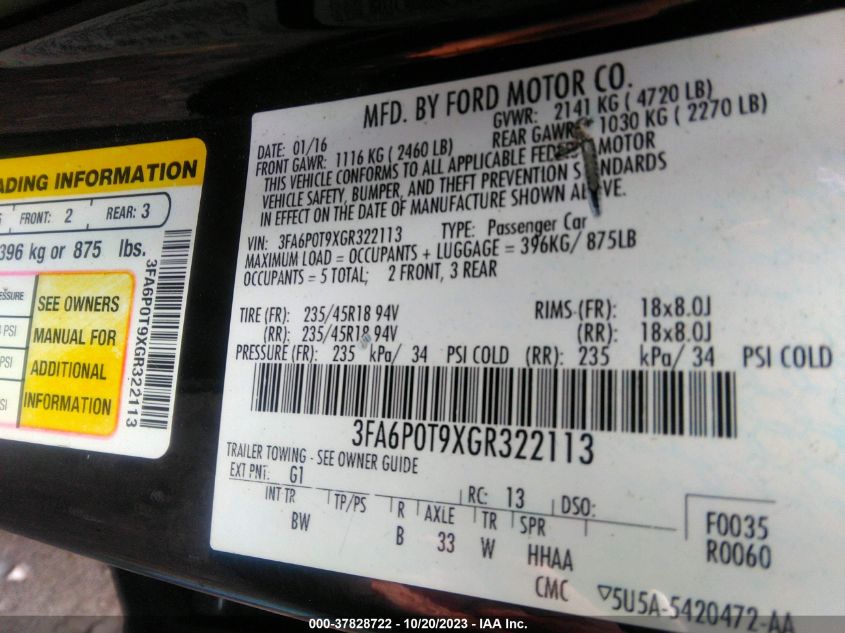 ADING INFORMATION
FRONT: 2 REAR: 3
396 kg or 875 lbs.
SEE OWNERS
MANUAL FOR
ADDITIONAL
INFORMATION
PSI
PSI
3FA6P0T9XGR322113
MFD. BY FORD MOTOR CO.
DATE: 01/16 GVWR: 2141 KG ( 4720 LB)
FRONT GAWR: 1116 KG ( 2460 LB) REAR GAWR: 1030 KG ( 2270 LB)
THIS VEHICLE CONFORMS TO ALL APPLICABLE FEDERAL MOTOR
VEHICLE SAFETY, BUMPER, AND THEFT PREVENTION STANDARDS
IN EFFECT ON THE DATE OF MANUFACTURE SHOWN ABOVE.
VIN: 3FA6P0T9XGR322113 TYPE: Passenger Car
MAXIMUM LOAD = OCCUPANTS + LUGGAGE = 396KG/ 875LB
OCCUPANTS = 5 TOTAL; 2 FRONT, 3 REAR
TIRE (FR): 235/45R18 94V RIMS (FR): 18x8.0J
(RR): 235/45R18 94V (RR): 18x8.0J
PRESSURE (FR): 235 kPa/ 34 PSI COLD (RR): 235 kPa/ 34 PSI COLD
3FA6P0T9XGR322113
TRAILER TOWING - SEE OWNER GUIDE
EXT PNT: G1 RC: 13 DSO:
INT TR TP/PS R AXLE TR SPR F0035
BW B 33 W HHAA R0060
CMC ▽5U5A-5420472-AA
000-37828722 - 10/20/2023 - IAA Inc.